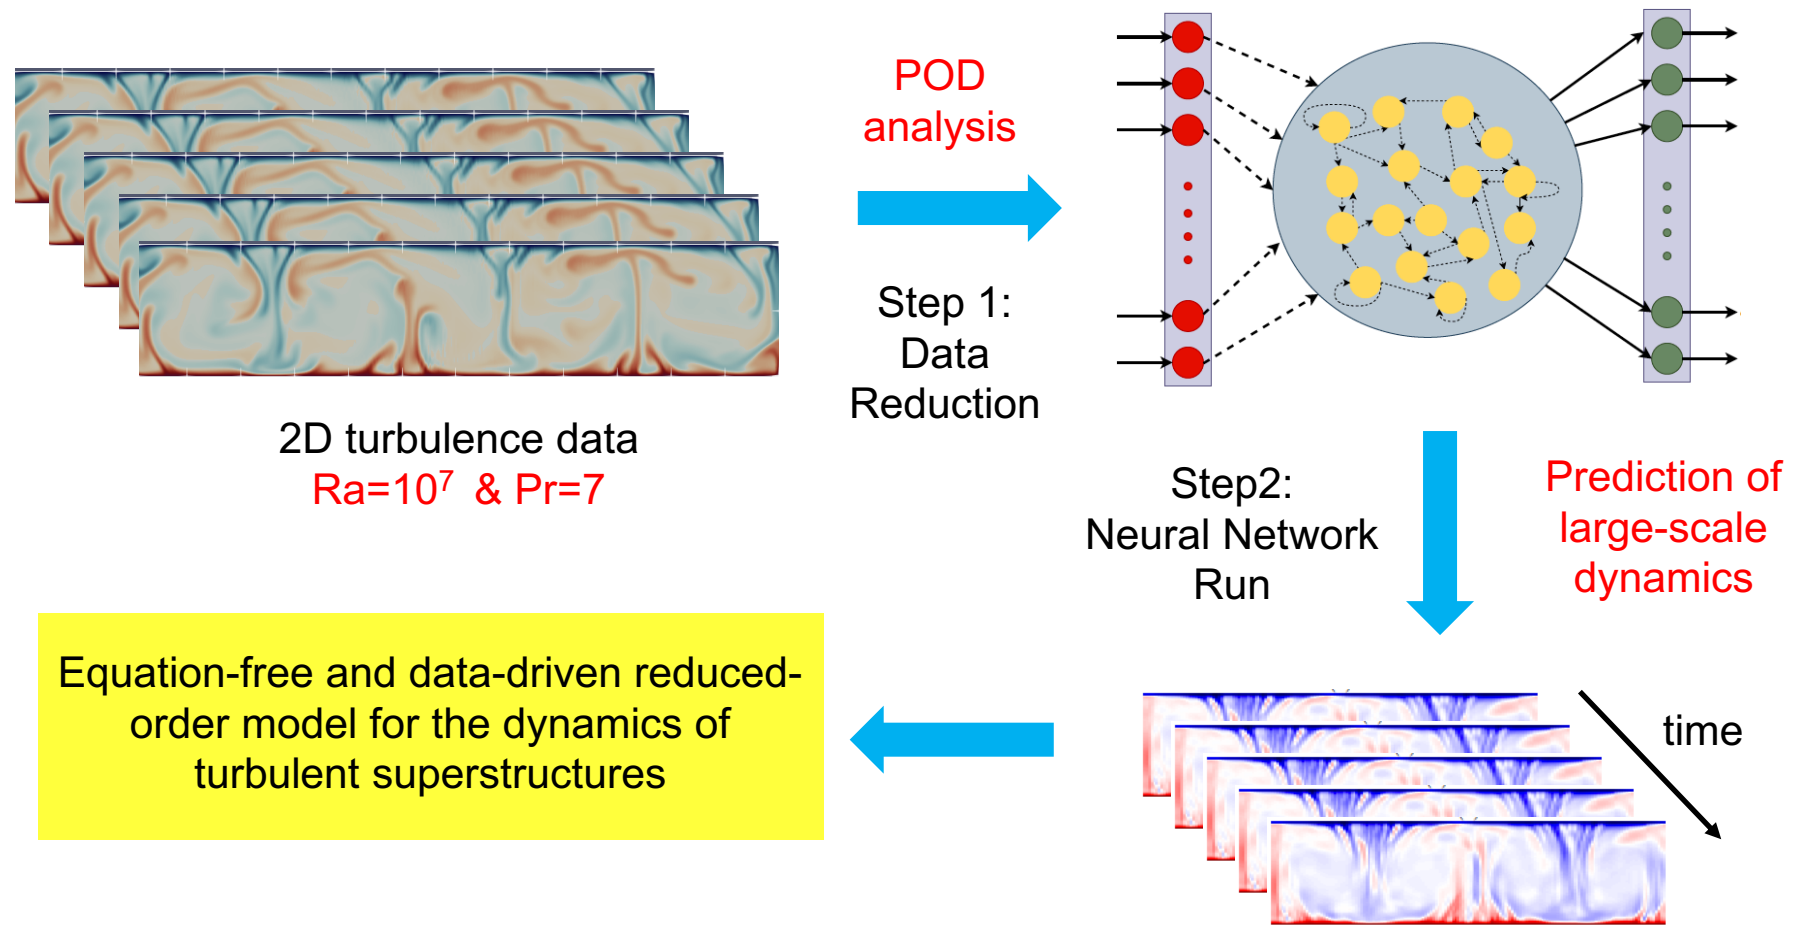 POD
analysis
Step 1:
Data
Reduction
2D turbulence data
Ra=10⁷ & Pr=7
Step2:
Neural Network
Run
Prediction of
large-scale
dynamics
time
Equation-free and data-driven reduced-
order model for the dynamics of
turbulent superstructures